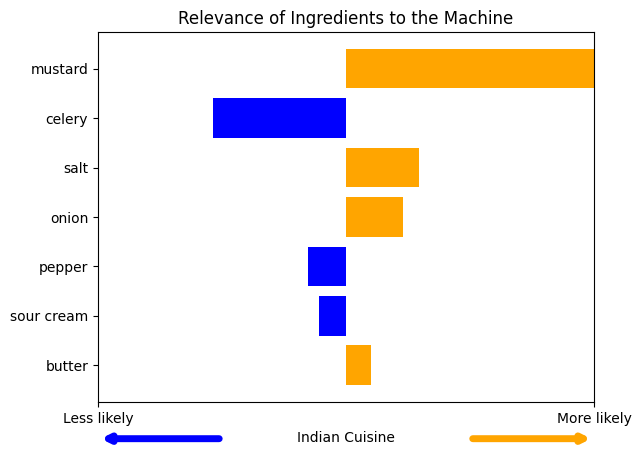 Relevance of Ingredients to the Machine
mustard
celery
salt
onion
pepper
sour cream
butter
Less likely
More likely
Indian Cuisine